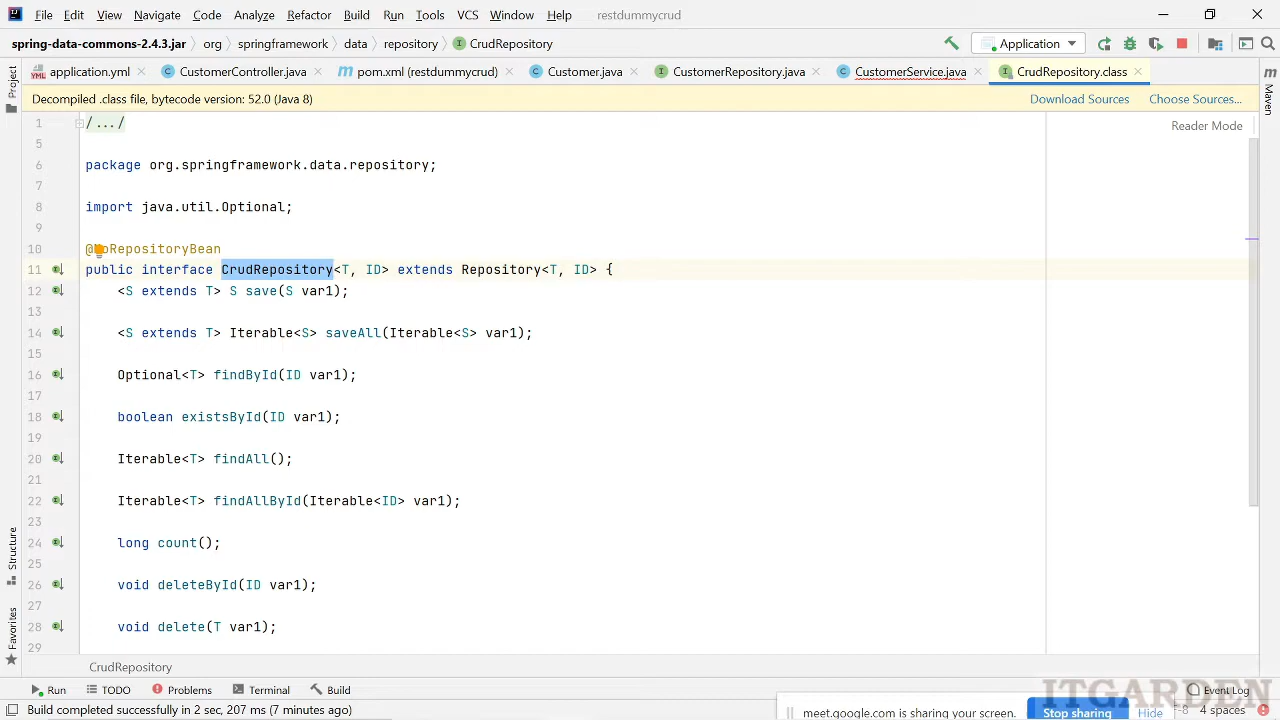 File Edit View Navigate Code Analyze Refactor Build Run Tools VCS Window Help restdummycrud
spring-data-commons-2.4.3.jar org springframework data repository CrudRepository Application
application.yml CustomerController.java pom.xml (restdummycrud) Customer.java CustomerRepository.java CustomerService.java CrudRepository.class
Decompiled .class file, bytecode version: 52.0 (Java 8) Download Sources Choose Sources...
Reader Mode
Project
Maven
Structure
Favorites
1 /.../
5
6 package org.springframework.data.repository;
7
8 import java.util.Optional;
9
10 @NoRepositoryBean
11 public interface CrudRepository<T, ID> extends Repository<T, ID> {
12 <S extends T> S save(S var1);
13
14 <S extends T> Iterable<S> saveAll(Iterable<S> var1);
15
16 Optional<T> findById(ID var1);
17
18 boolean existsById(ID var1);
19
20 Iterable<T> findAll();
21
22 Iterable<T> findAllById(Iterable<ID> var1);
23
24 long count();
25
26 void deleteById(ID var1);
27
28 void delete(T var1);
29
CrudRepository
Run TODO Problems Terminal Build Event Log
Build completed successfully in 2 sec, 207 ms (7 minutes ago) meet.google.com is sharing your screen. Stop sharing Hide -8 4 spaces
ITGARDEN